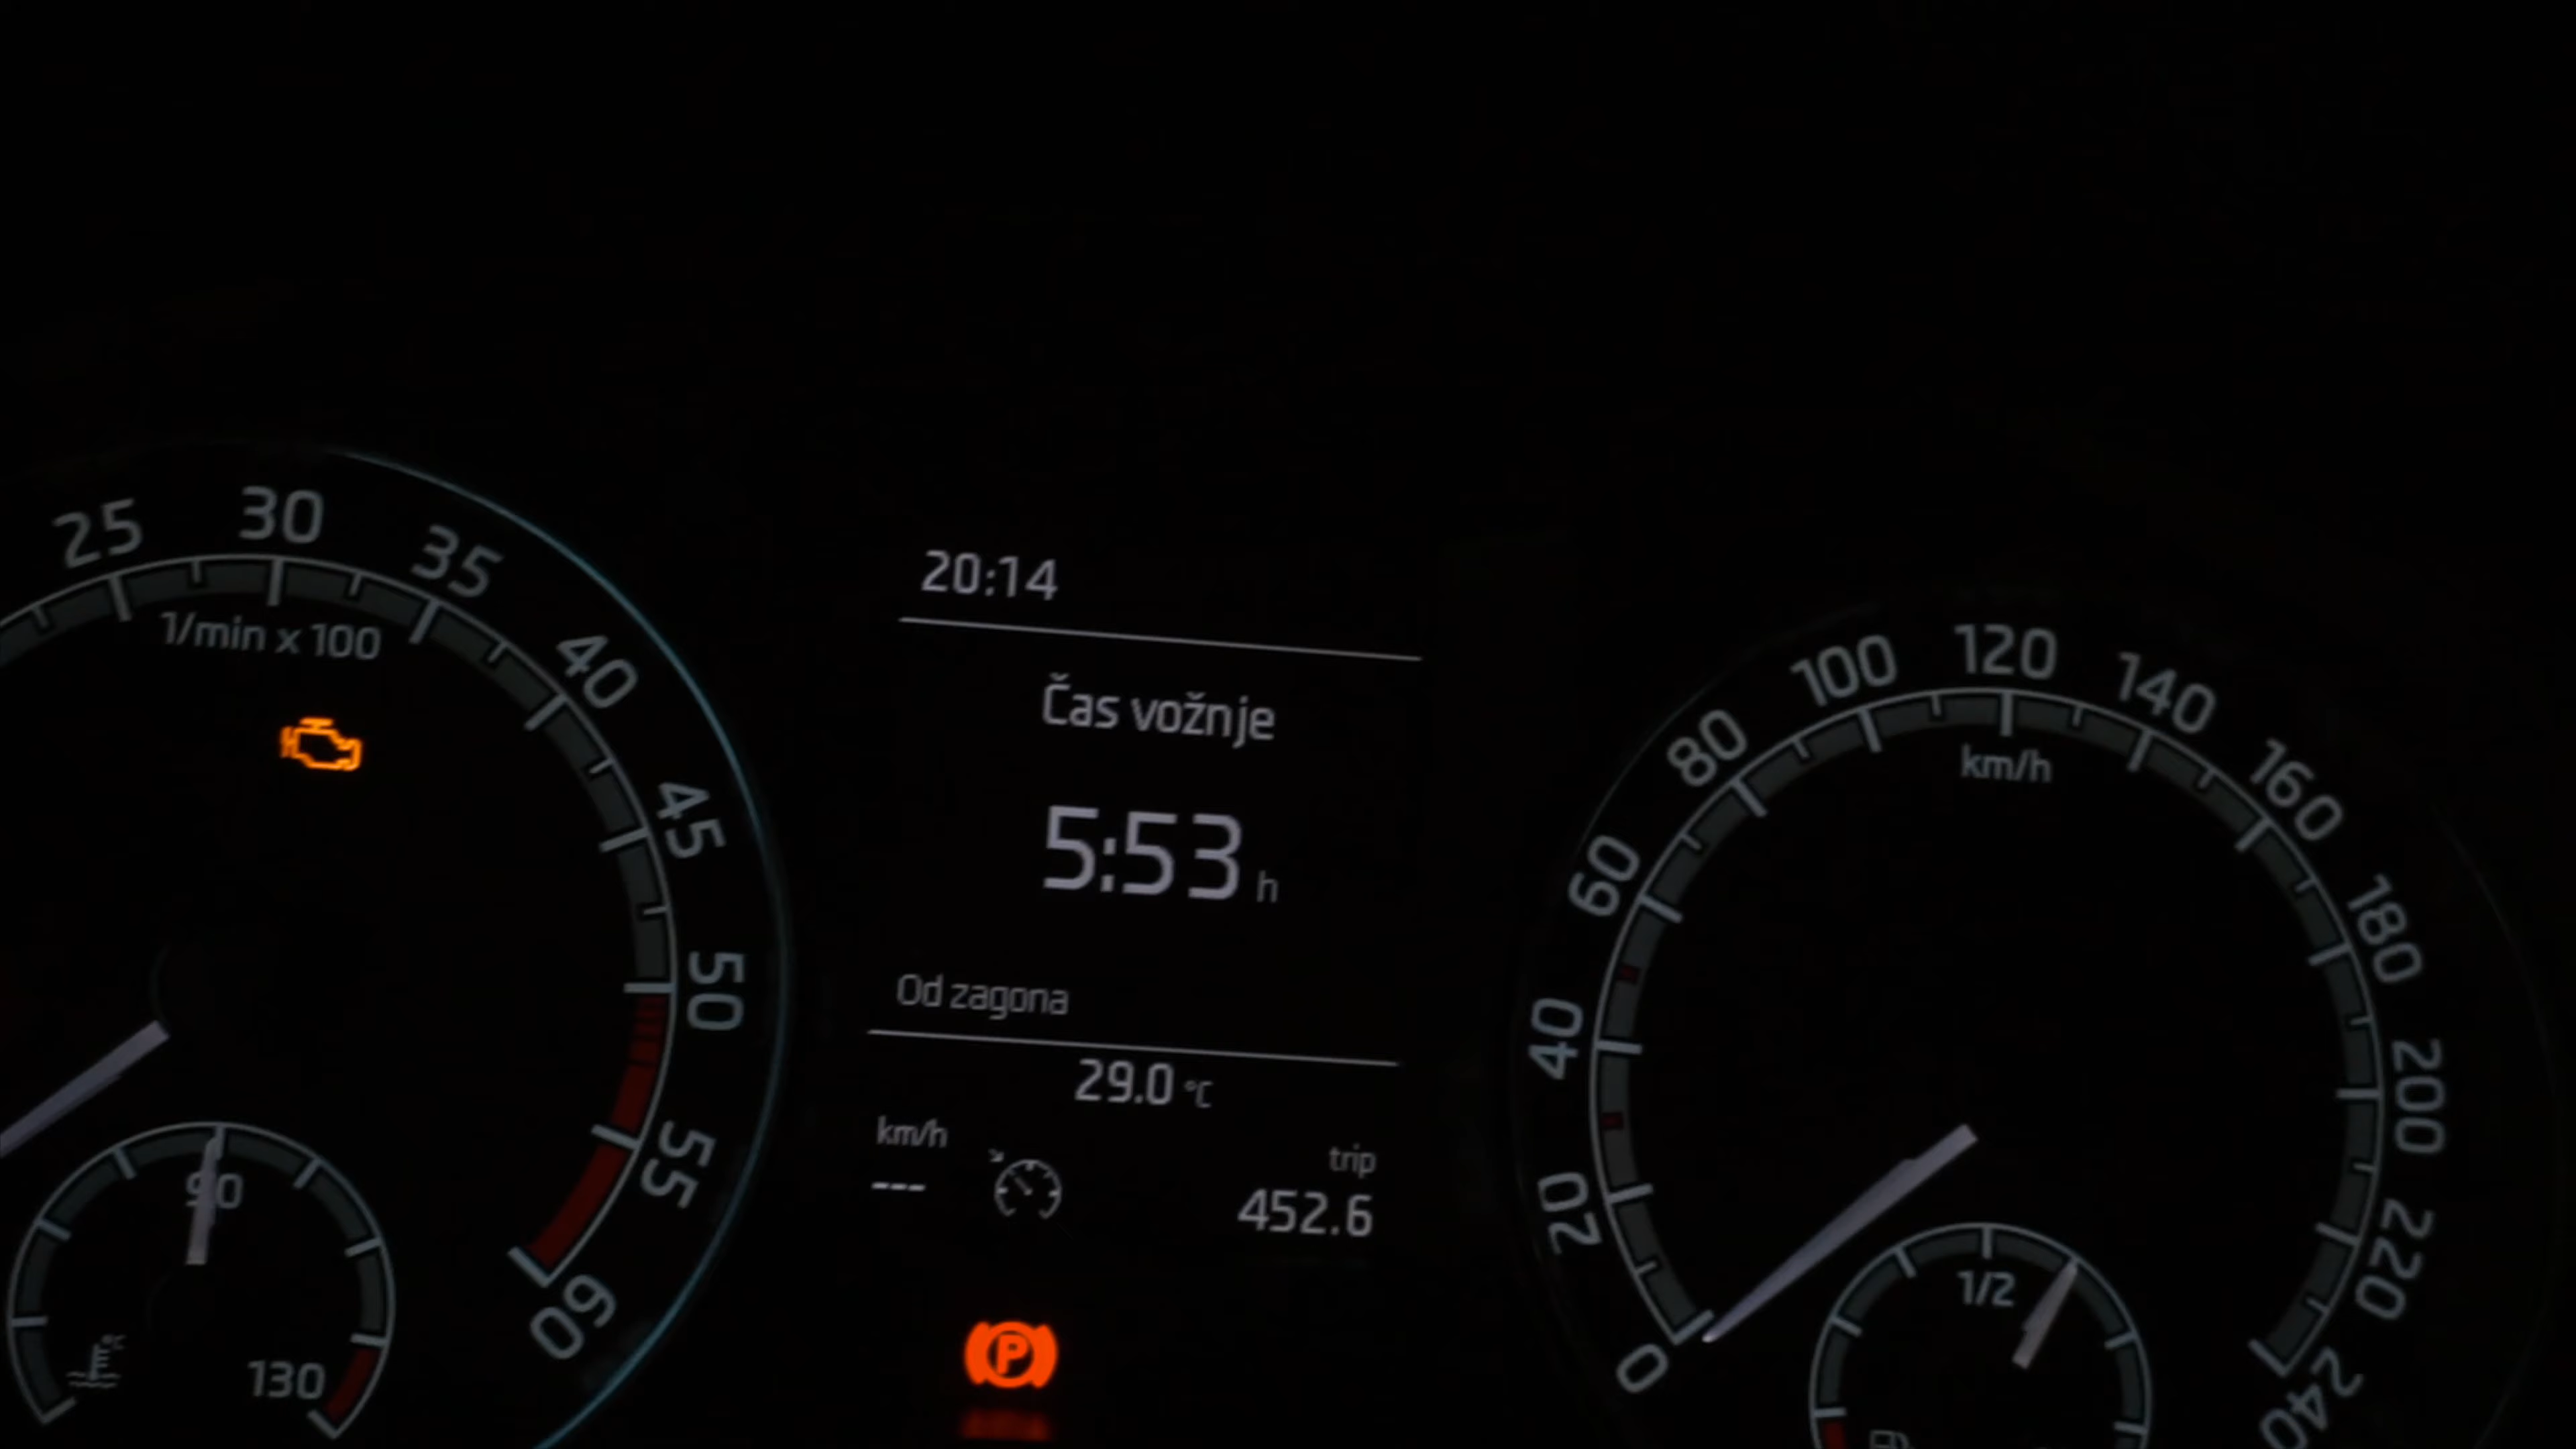 25
30
35
40
45
50
55
60
1/min x 100
90
130
°C
20:14
Čas vožnje
5:53 h
Od zagona
29.0 °C
km/h
---
trip
452.6
P
0
20
40
60
80
100
120
140
160
180
200
220
240
km/h
1/2